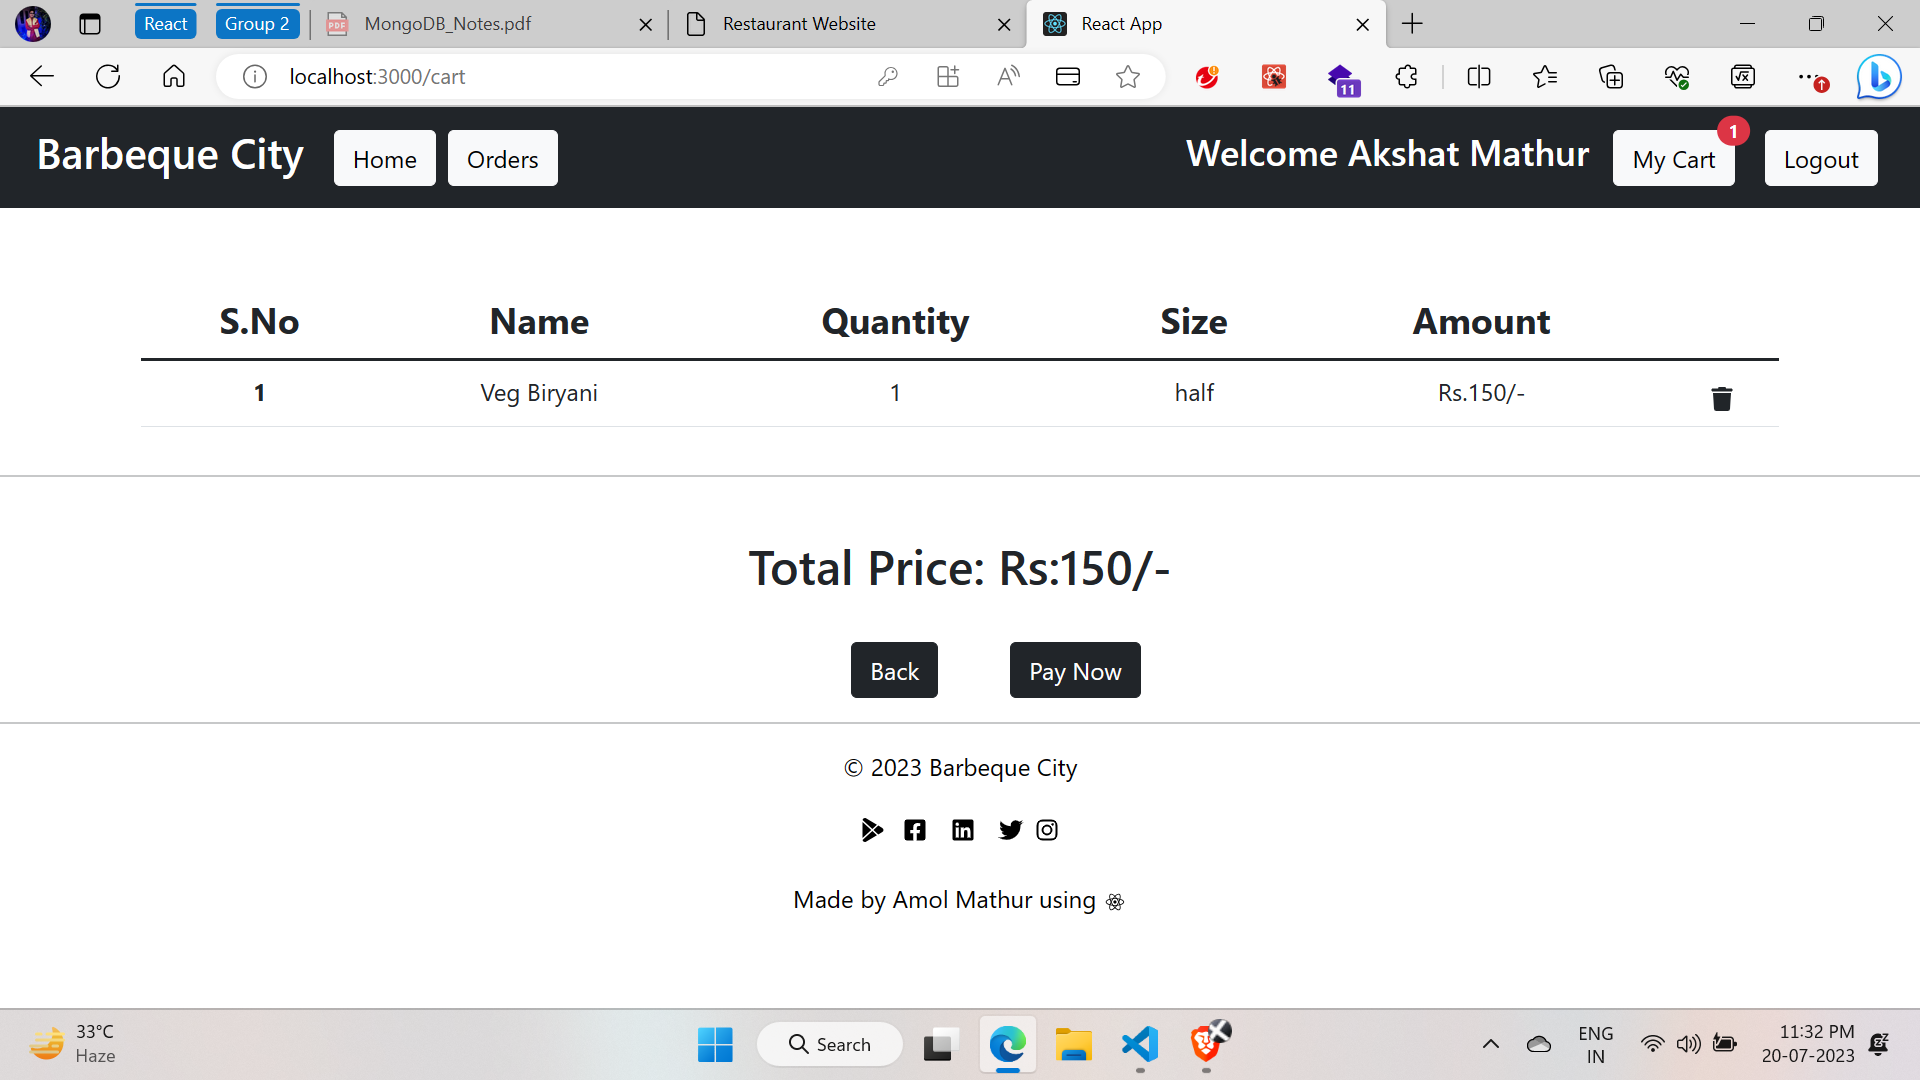 React Group 2 MongoDB_Notes.pdf Restaurant Website React App
localhost:3000/cart
11
Barbeque City Home Orders Welcome Akshat Mathur My Cart 1 Logout
S.No Name Quantity Size Amount
1 Veg Biryani 1 half Rs.150/-
Total Price: Rs:150/-
Back Pay Now
© 2023 Barbeque City
Made by Amol Mathur using
33°C
Haze
Search
ENG
IN
11:32 PM
20-07-2023